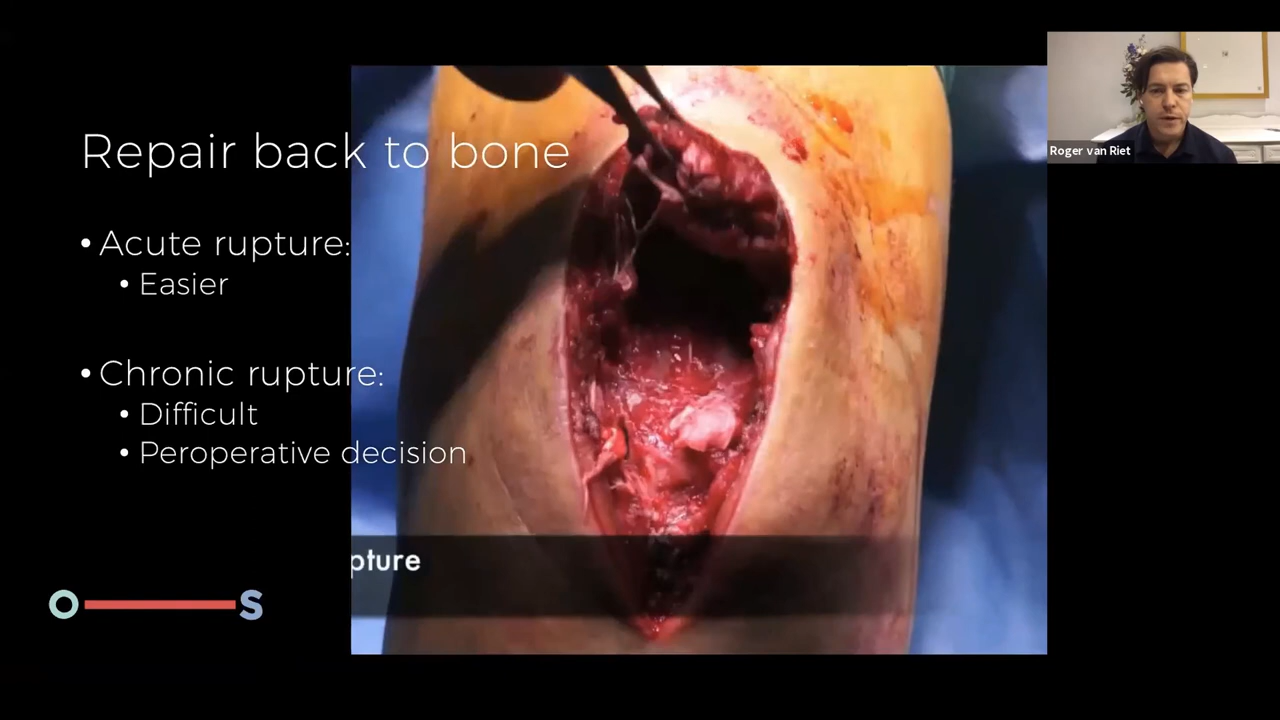 Repair back to bone
• Acute rupture:
• Easier
• Chronic rupture:
• Difficult
• Peroperative decision
pture
O S
Roger van Riet